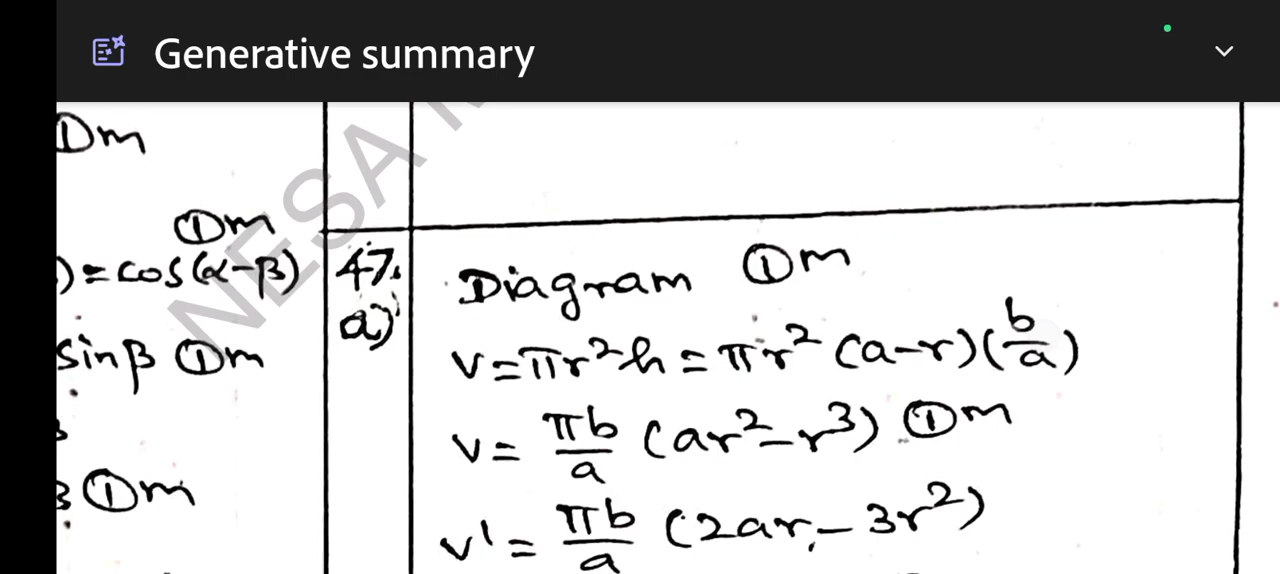 Generative summary
①m
①m
) = cos(α-β)
sinβ ①m
β ①m
NESA
47.
a)
Diagram ①m
V = πr²h = πr² (a-r)(b/a)
V = πb/a (ar² - r³) ①m
V' = πb/a (2ar - 3r²)